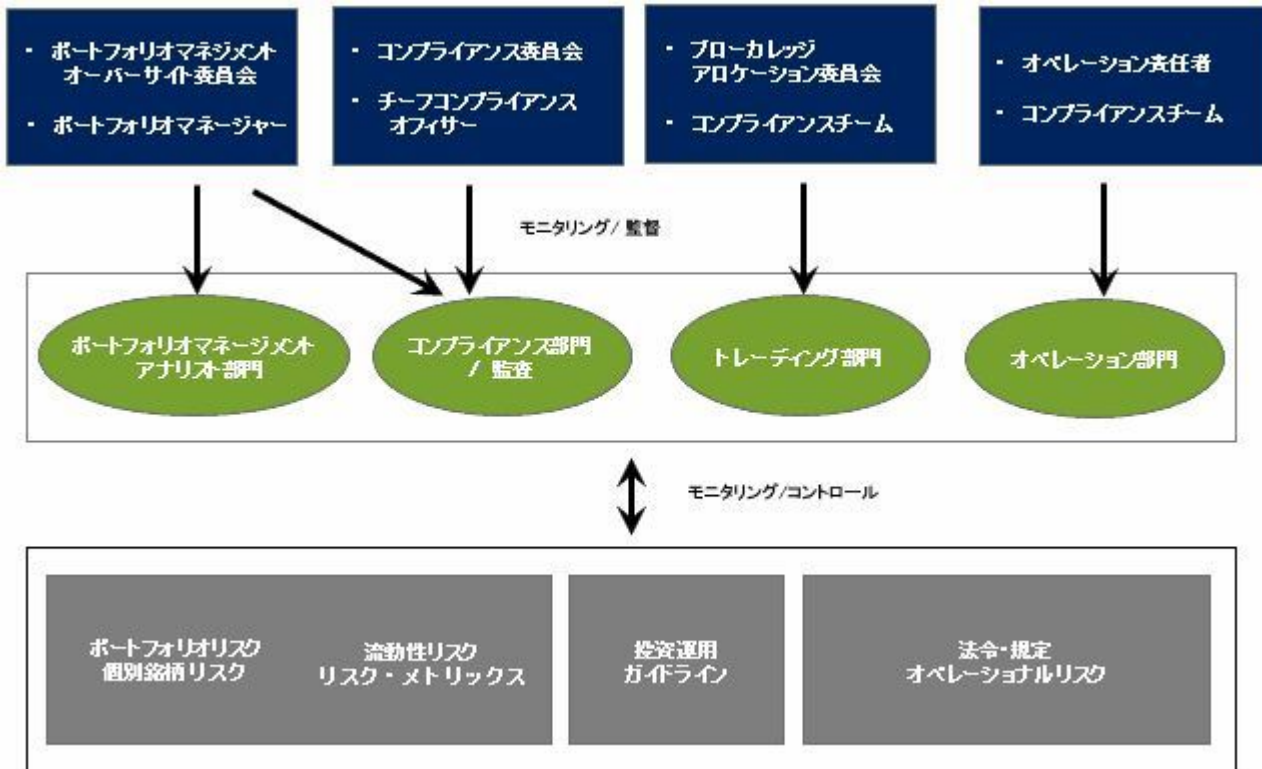 ・ ポートフォリオマネジメント
オーバーサイト委員会
・ ポートフォリオマネージャー
・ コンプライアンス委員会
・ チーフコンプライアンス
オフィサー
・ ブローカレッジ
アロケーション委員会
・ コンプライアンスチーム
・ オペレーション責任者
・ コンプライアンスチーム
モニタリング/ 監督
ポートフォリオマネージメント
アナリスト部門
コンプライアンス部門
/ 監査
トレーディング部門
オペレーション部門
モニタリング/コントロール
ポートフォリオリスク
個別銘柄リスク
流動性リスク
リスク・メトリックス
投資運用
ガイドライン
法令・規定
オペレーショナルリスク